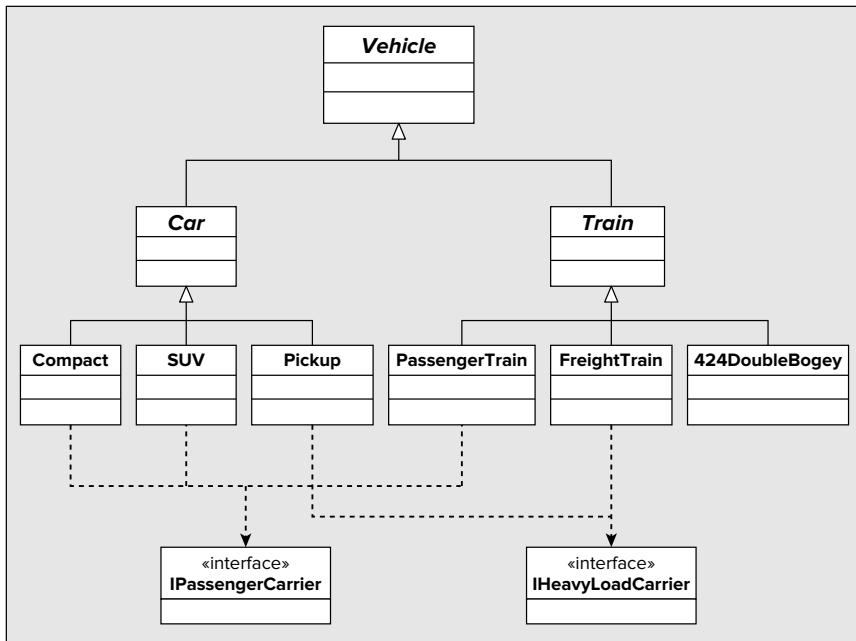 Vehicle
Car
Train
Compact
SUV
Pickup
PassengerTrain
FreightTrain
424DoubleBogey
«interface»
IPassengerCarrier
«interface»
IHeavyLoadCarrier